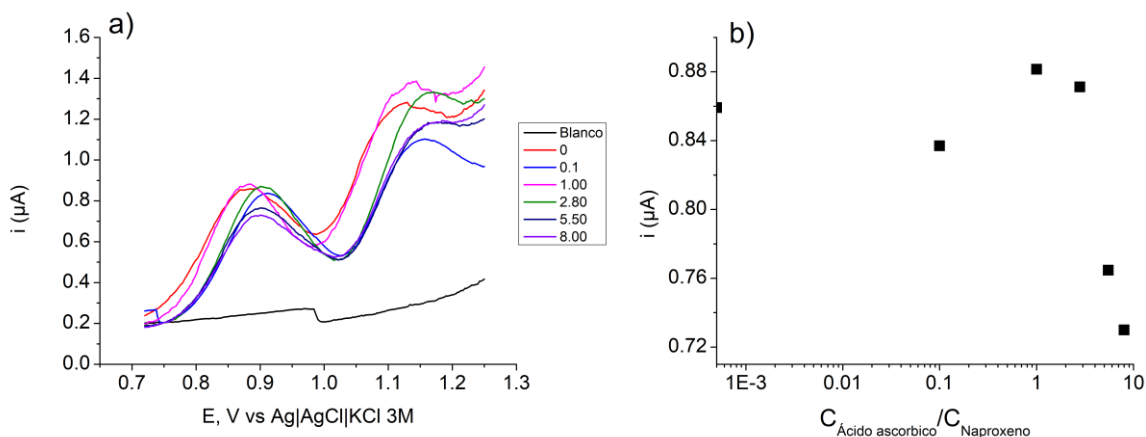 a)
1.6
1.4
1.2
1.0
0.8
0.6
0.4
0.2
0.0
i (µA)
0.7 0.8 0.9 1.0 1.1 1.2 1.3
E, V vs Ag|AgCl|KCl 3M
Blanco
0
0.1
1.00
2.80
5.50
8.00
b)
0.88
0.84
0.80
0.76
0.72
i (µA)
1E-3 0.01 0.1 1 10
C Ácido ascorbico/C Naproxeno